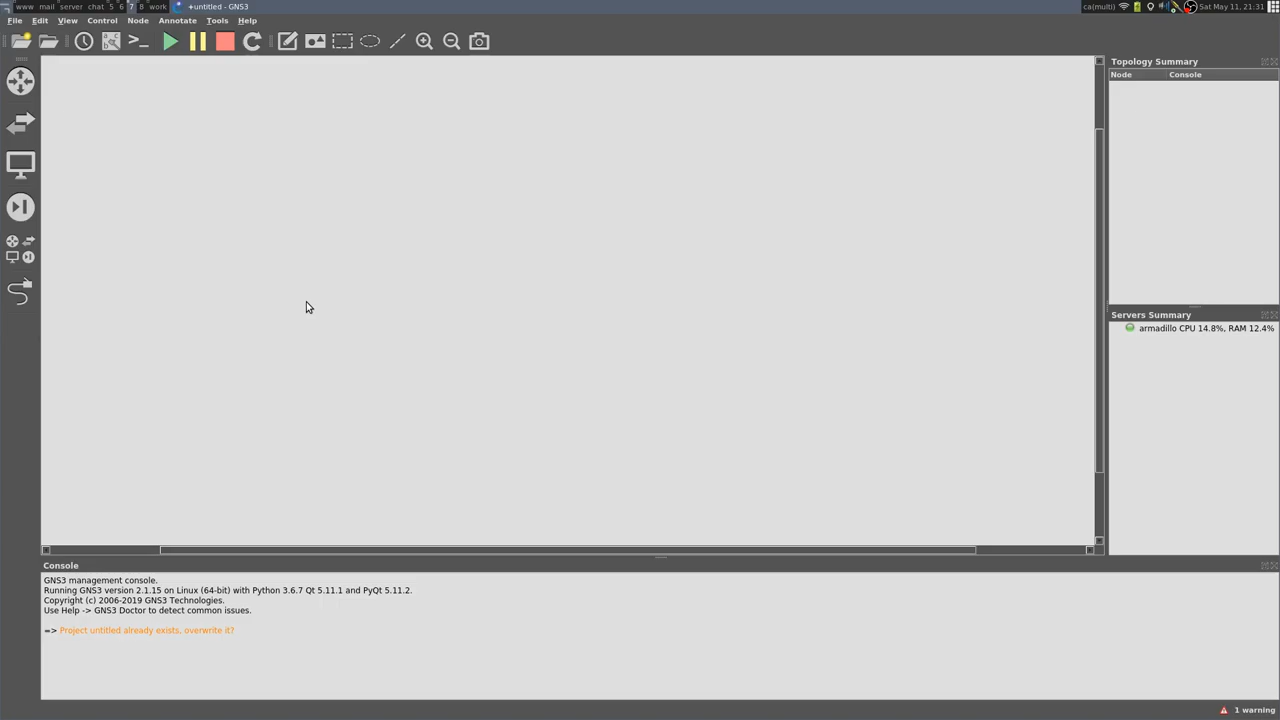 www mail server chat 5 6 7 8 work +untitled - GNS3 ca(multi) Sat May 11, 21:31
File Edit View Control Node Annotate Tools Help
Topology Summary
Node Console
Servers Summary
armadillo CPU 14.8%, RAM 12.4%
Console
GNS3 management console.
Running GNS3 version 2.1.15 on Linux (64-bit) with Python 3.6.7 Qt 5.11.1 and PyQt 5.11.2.
Copyright (c) 2006-2019 GNS3 Technologies.
Use Help -> GNS3 Doctor to detect common issues.
=> Project untitled already exists, overwrite it?
1 warning